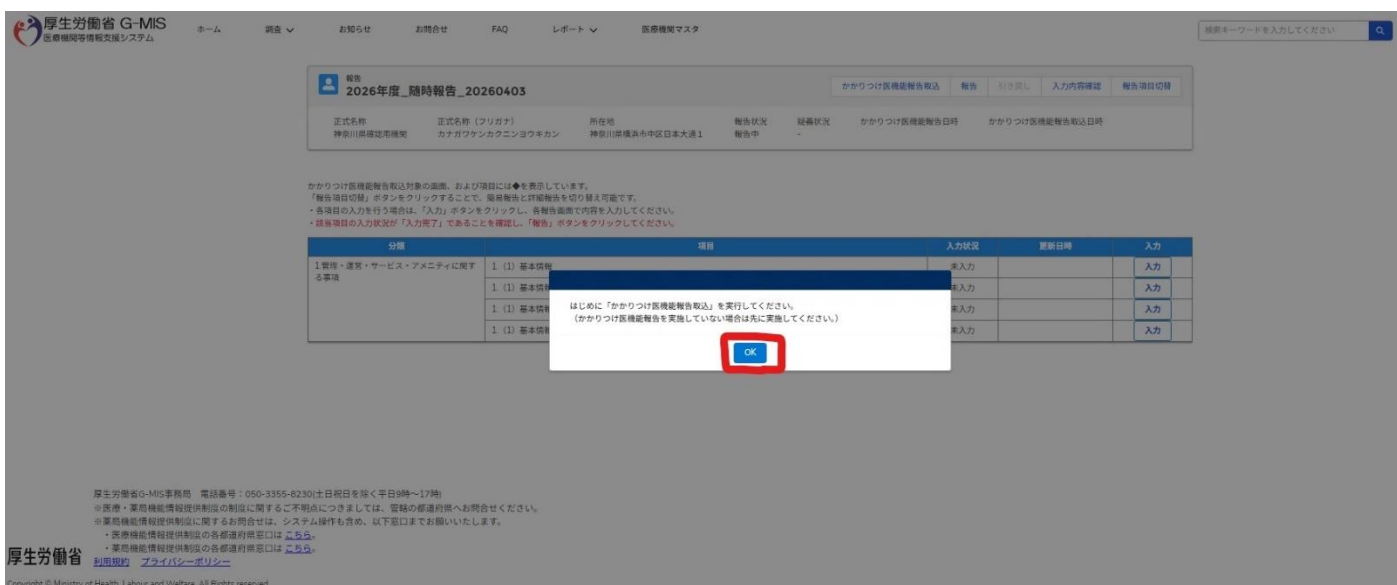 厚生労働省 G-MIS
医療機関等情報支援システム
ホーム 調査 お知らせ お問合せ FAQ レポート 医療機関マスタ
検索キーワードを入力してください
報告
2026年度_随時報告_20260403
かかりつけ医機能報告取込 報告 引き戻し 入力内容確認 報告項目切替
正式名称 正式名称（フリガナ） 所在地 報告状況 疑義状況 かかりつけ医機能報告日時 かかりつけ医機能報告取込日時
神奈川県確認用機関 カナガワケンカクニンヨウキカン 神奈川県横浜市中区日本大通１ 報告中 -
かかりつけ医機能報告取込対象の画面、および項目には◆を表示しています。
「報告項目切替」ボタンをクリックすることで、簡易報告と詳細報告を切り替え可能です。
・各項目の入力を行う場合は、「入力」ボタンをクリックし、各報告画面で内容を入力してください。
・該当項目の入力状況が「入力完了」であることを確認し、「報告」ボタンをクリックしてください。
分類 項目 入力状況 更新日時 入力
1.管理・運営・サービス・アメニティに関する事項
1.（1）基本情報 未入力 入力
1.（1）基本情報 未入力 入力
1.（1）基本情報 未入力 入力
1.（1）基本情報 未入力 入力
はじめに「かかりつけ医機能報告取込」を実行してください。
（かかりつけ医機能報告を実施していない場合は先に実施してください。）
OK
厚生労働省G-MIS事務局 電話番号：050-3355-8230(土日祝日を除く平日9時～17時)
※医療・薬局機能情報提供制度の制度に関するご不明点につきましては、管轄の都道府県へお問合せください。
※薬局機能情報提供制度に関するお問合せは、システム操作も含め、以下窓口までお願いいたします。
・医療機能情報提供制度の各都道府県窓口は こちら。
・薬局機能情報提供制度の各都道府県窓口は こちら。
厚生労働省 利用規約 プライバシーポリシー
Copyright © Ministry of Health, Labour and Welfare, All Rights reserved.